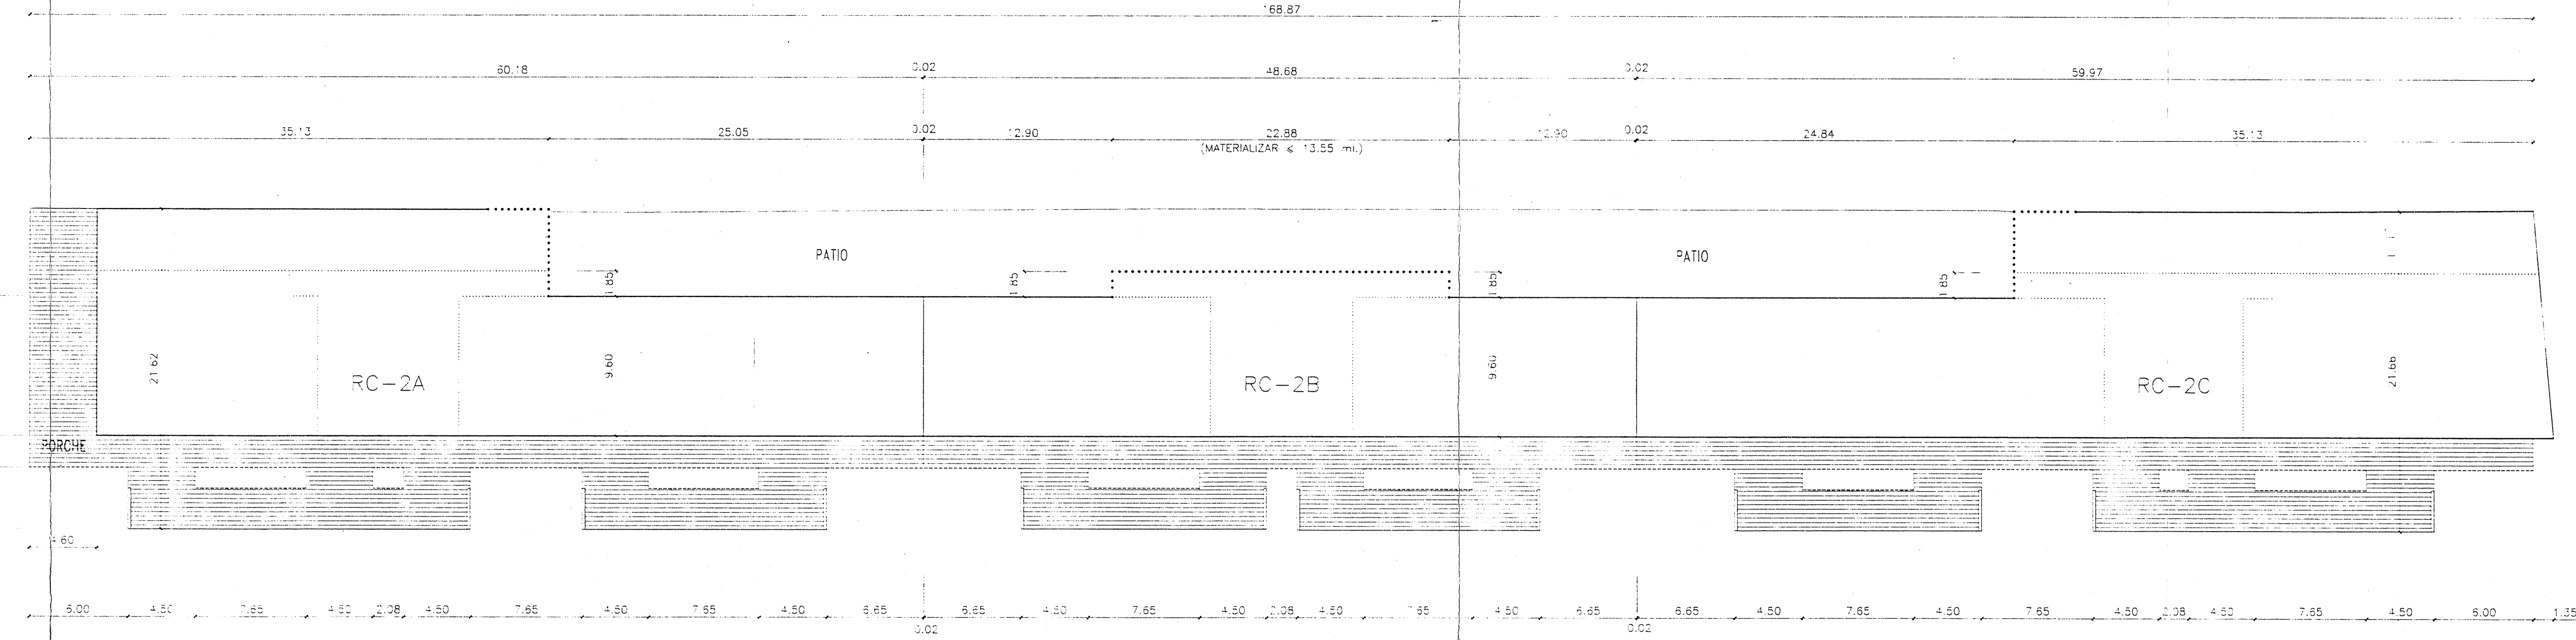 168.87
60.18 0.02 48.68 0.02 59.97
35.13 25.05 0.02 12.90 22.88 12.90 0.02 24.84 35.13
(MATERIALIZAR ⩽ 13.55 ml.)
PATIO PATIO
1.85 1.85 1.85 1.85
21.62 9.60 9.60 21.66
RC-2A RC-2B RC-2C
PORCHE
4.60
6.00 4.50 7.65 4.50 2.08 4.50 7.65 4.50 7.65 4.50 6.65 6.65 4.50 7.65 4.50 2.08 4.50 7.65 4.50 6.65 6.65 4.50 7.65 4.50 7.65 4.50 2.08 4.50 7.65 4.50 6.00 1.35
0.02 0.02